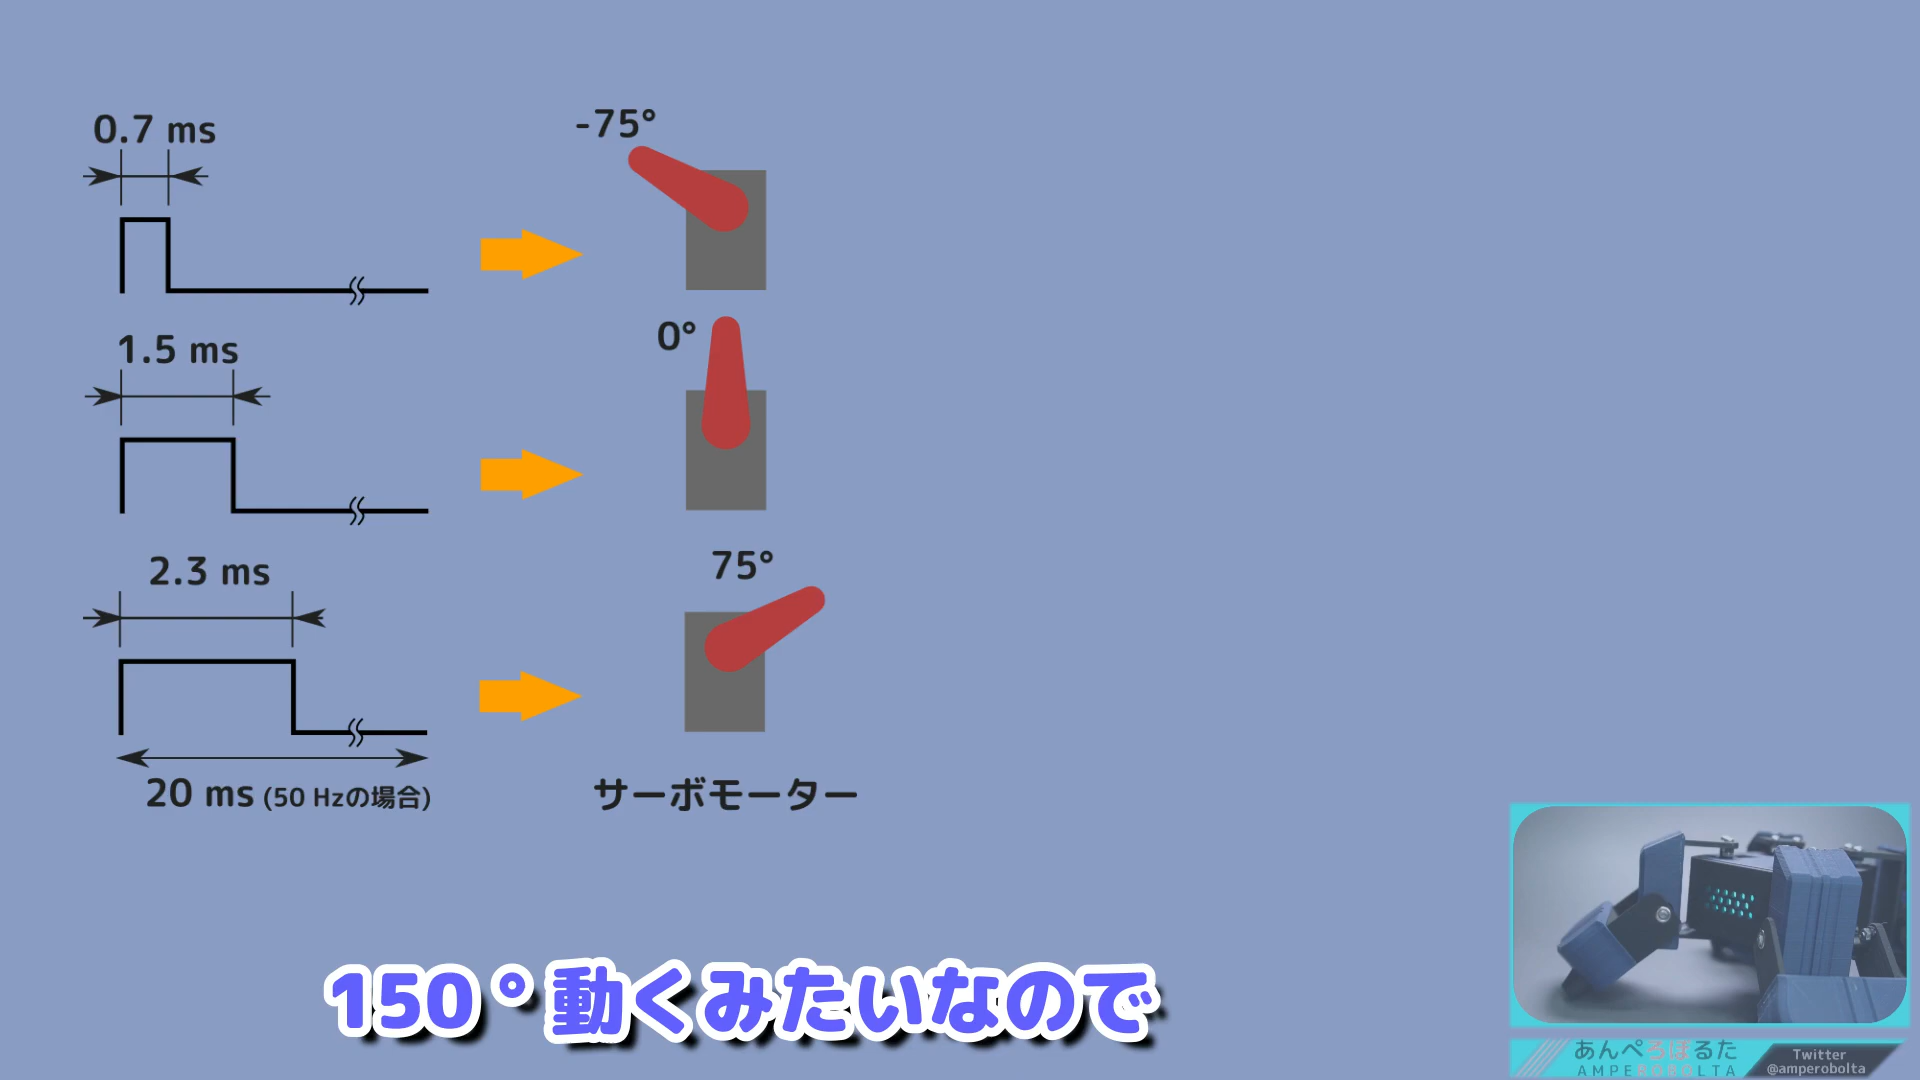 0.7 ms
-75°
1.5 ms
0°
2.3 ms
75°
20 ms (50 Hzの場合)
サーボモーター
150°動くみたいなので
あんぺろぼるた
AMPEROBOLTA
Twitter
@amperobolta